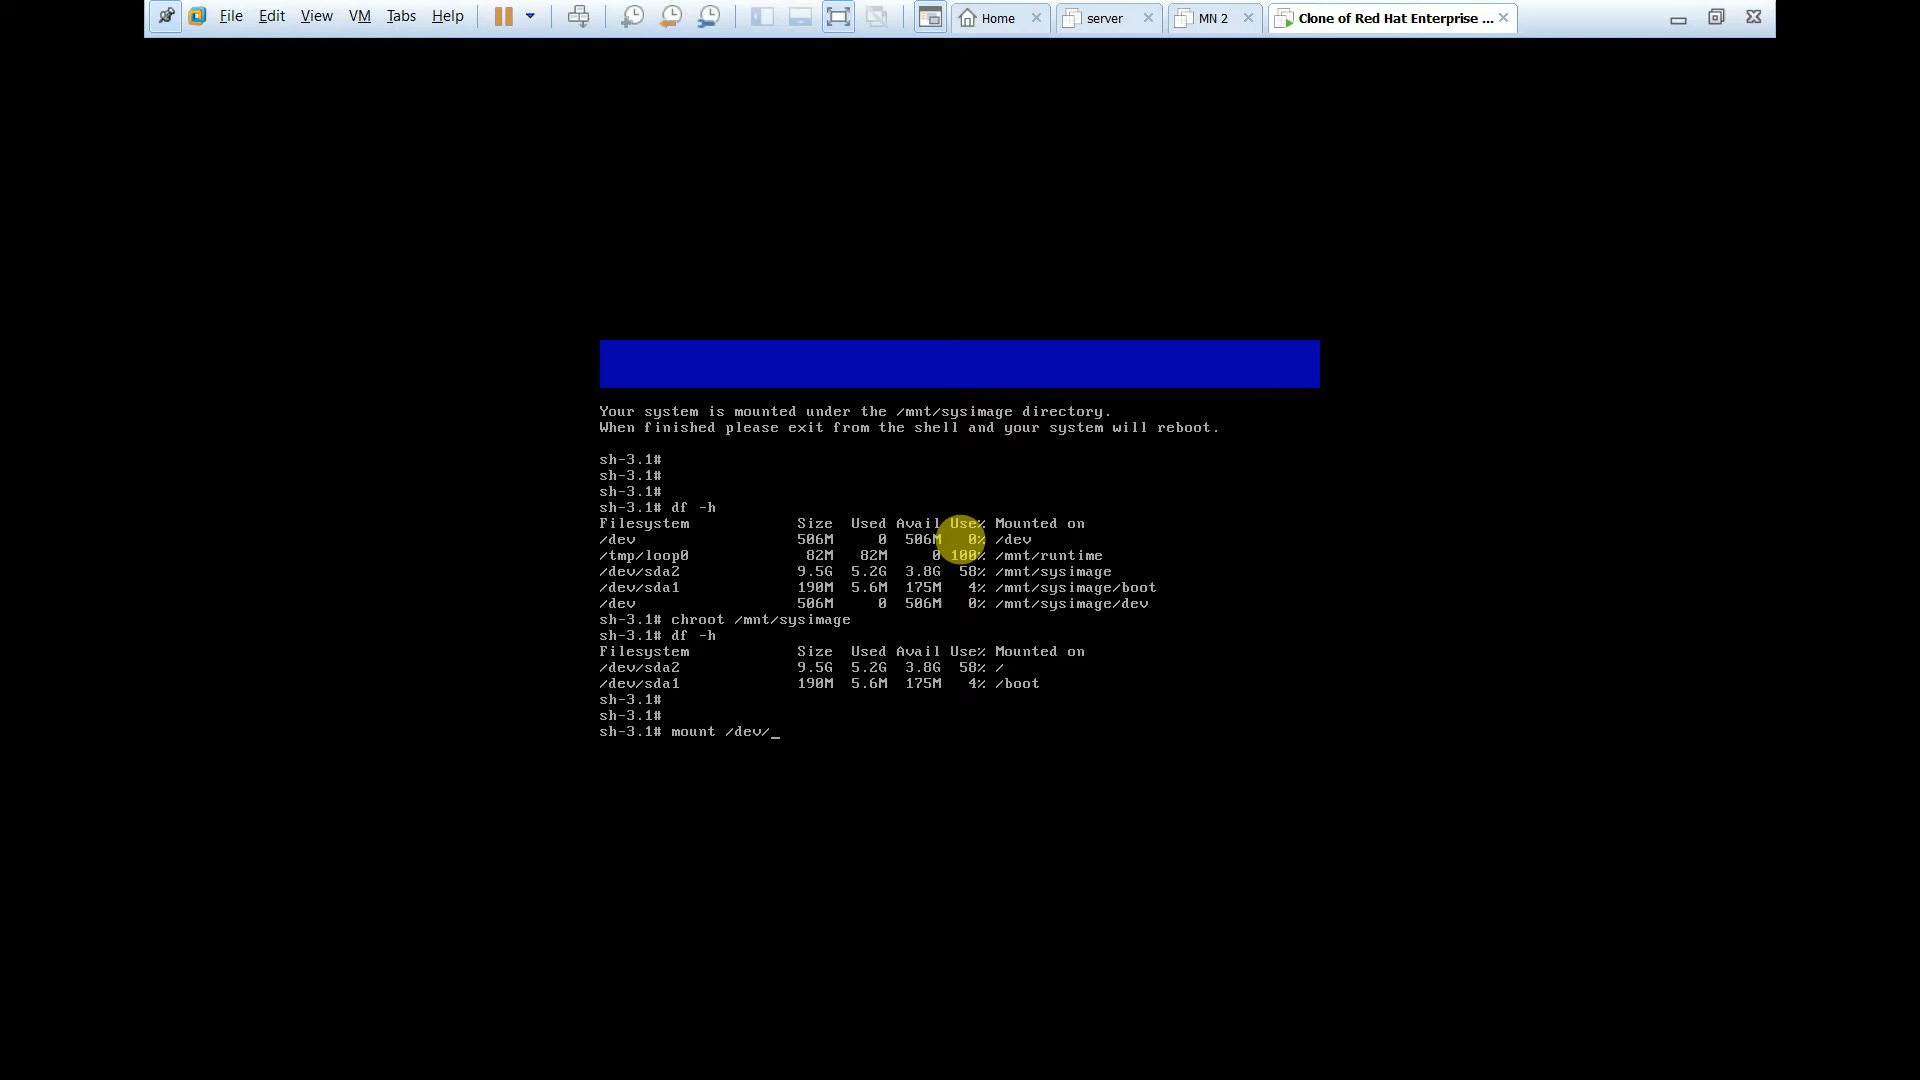 File Edit View VM Tabs Help Home server MN 2 Clone of Red Hat Enterprise ...
Your system is mounted under the /mnt/sysimage directory.
When finished please exit from the shell and your system will reboot.
sh-3.1#
sh-3.1#
sh-3.1#
sh-3.1# df -h
Filesystem Size Used Avail Use% Mounted on
/dev 506M 0 506M 0% /dev
/tmp/loop0 82M 82M 0 100% /mnt/runtime
/dev/sda2 9.5G 5.2G 3.8G 58% /mnt/sysimage
/dev/sda1 190M 5.6M 175M 4% /mnt/sysimage/boot
/dev 506M 0 506M 0% /mnt/sysimage/dev
sh-3.1# chroot /mnt/sysimage
sh-3.1# df -h
Filesystem Size Used Avail Use% Mounted on
/dev/sda2 9.5G 5.2G 3.8G 58% /
/dev/sda1 190M 5.6M 175M 4% /boot
sh-3.1#
sh-3.1#
sh-3.1# mount /dev/_